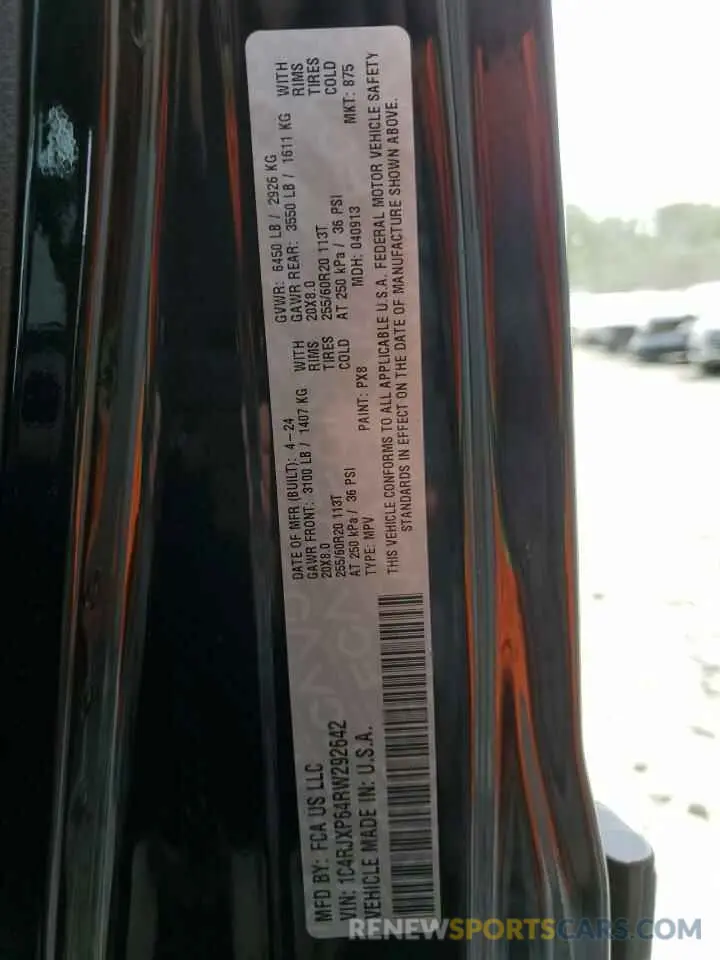 MFD BY: FCA US LLC
DATE OF MFR (BUILT): 4-24
GVWR: 6450 LB / 2926 KG
GAWR FRONT: 3100 LB / 1407 KG WITH
20X8.0 RIMS
255/60R20 113T TIRES
AT 250 kPa / 36 PSI COLD
GAWR REAR: 3550 LB / 1611 KG WITH
20X8.0 RIMS
255/60R20 113T TIRES
AT 250 kPa / 36 PSI COLD
VIN: 1C4RJXP64RW292642
TYPE: MPV
PAINT: PX8
MDH: 040913
MKT: 875
VEHICLE MADE IN: U.S.A.
THIS VEHICLE CONFORMS TO ALL APPLICABLE U.S.A. FEDERAL MOTOR VEHICLE SAFETY
STANDARDS IN EFFECT ON THE DATE OF MANUFACTURE SHOWN ABOVE.
RENEWSPORTSCARS.COM